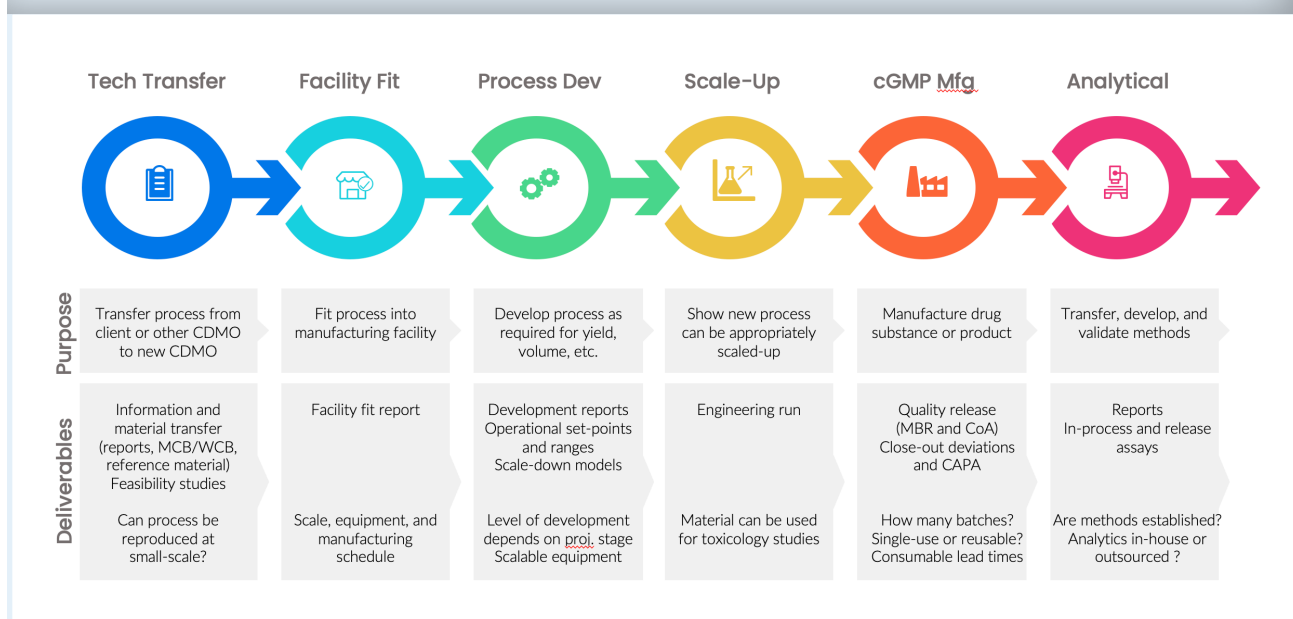 Tech Transfer
Facility Fit
Process Dev
Scale-Up
cGMP Mfg
Analytical
Purpose
Transfer process from
client or other CDMO
to new CDMO
Fit process into
manufacturing facility
Develop process as
required for yield,
volume, etc.
Show new process
can be appropriately
scaled-up
Manufacture drug
substance or product
Transfer, develop, and
validate methods
Deliverables
Information and
material transfer
(reports, MCB/WCB,
reference material)
Feasibility studies
Can process be
reproduced at
small-scale?
Facility fit report
Scale, equipment, and
manufacturing
schedule
Development reports
Operational set-points
and ranges
Scale-down models
Level of development
depends on proj. stage
Scalable equipment
Engineering run
Material can be used
for toxicology studies
Quality release
(MBR and CoA)
Close-out deviations
and CAPA
How many batches?
Single-use or reusable?
Consumable lead times
Reports
In-process and release
assays
Are methods established?
Analytics in-house or
outsourced ?